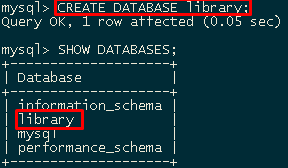 mysql> CREATE DATABASE library;
Query OK, 1 row affected (0.05 sec)
mysql> SHOW DATABASES;
+--------------------+
| Database           |
+--------------------+
| information_schema |
| library            |
| mysql              |
| performance_schema |
+--------------------+